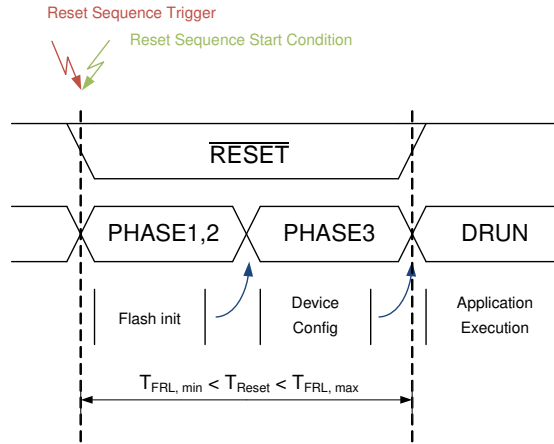 Reset Sequence Trigger
Reset Sequence Start Condition
RESET
PHASE1,2
PHASE3
DRUN
Flash init
Device
Config
Application
Execution
TFRL, min < TReset < TFRL, max